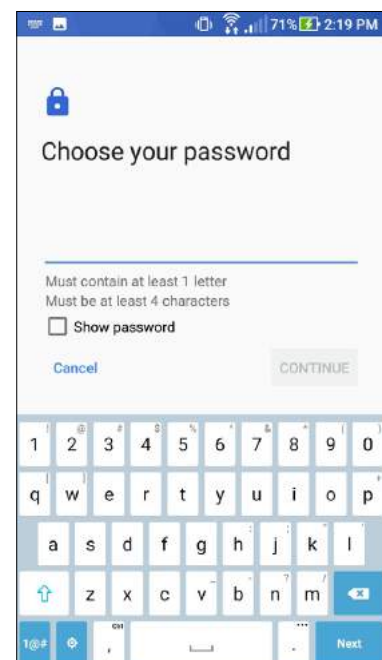 71% 2:19 PM
Choose your password
Must contain at least 1 letter
Must be at least 4 characters
Show password
Cancel CONTINUE
! @ # $ % ^ & * ( )
1 2 3 4 5 6 7 8 9 0
q w e r t y u i o p
a s d f g h j k l
z x c v b n m
1@# , . Next